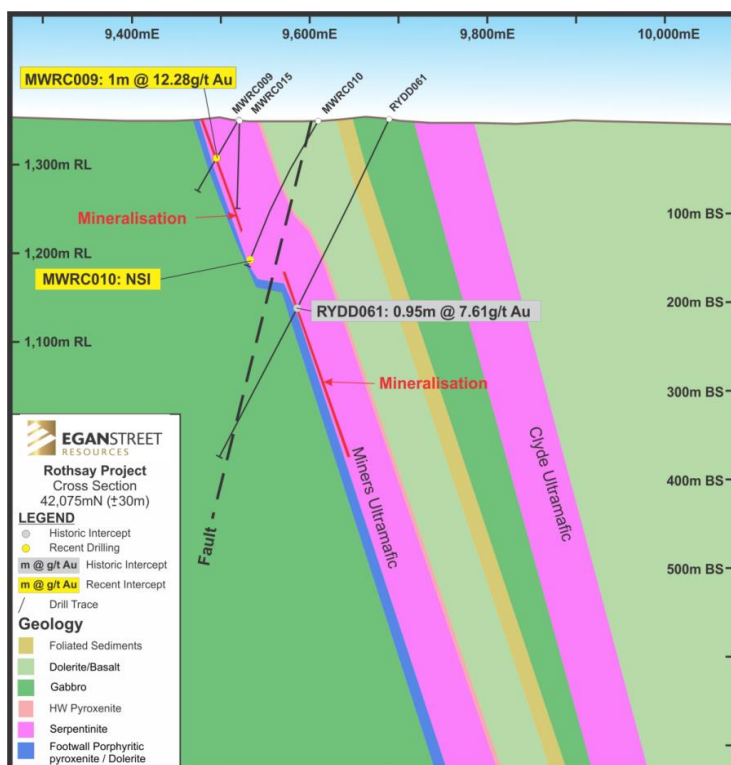 9,400mE
9,600mE
9,800mE
10,000mE
MWRC009: 1m @ 12.28g/t Au
MWRC009
MWRC015
MWRC010
RYDD061
1,300m RL
1,200m RL
1,100m RL
Mineralisation
MWRC010: NSI
RYDD061: 0.95m @ 7.61g/t Au
Mineralisation
100m BS
200m BS
300m BS
400m BS
500m BS
Miners Ultramafic
Clyde Ultramafic
Fault
EGANSTREET
RESOURCES
Rothsay Project
Cross Section
42,075mN (±30m)
LEGEND
Historic Intercept
Recent Drilling
m @ g/t Au Historic Intercept
m @ g/t Au Recent Intercept
Drill Trace
Geology
Foliated Sediments
Dolerite/Basalt
Gabbro
HW Pyroxenite
Serpentinite
Footwall Porphyritic
pyroxenite / Dolerite